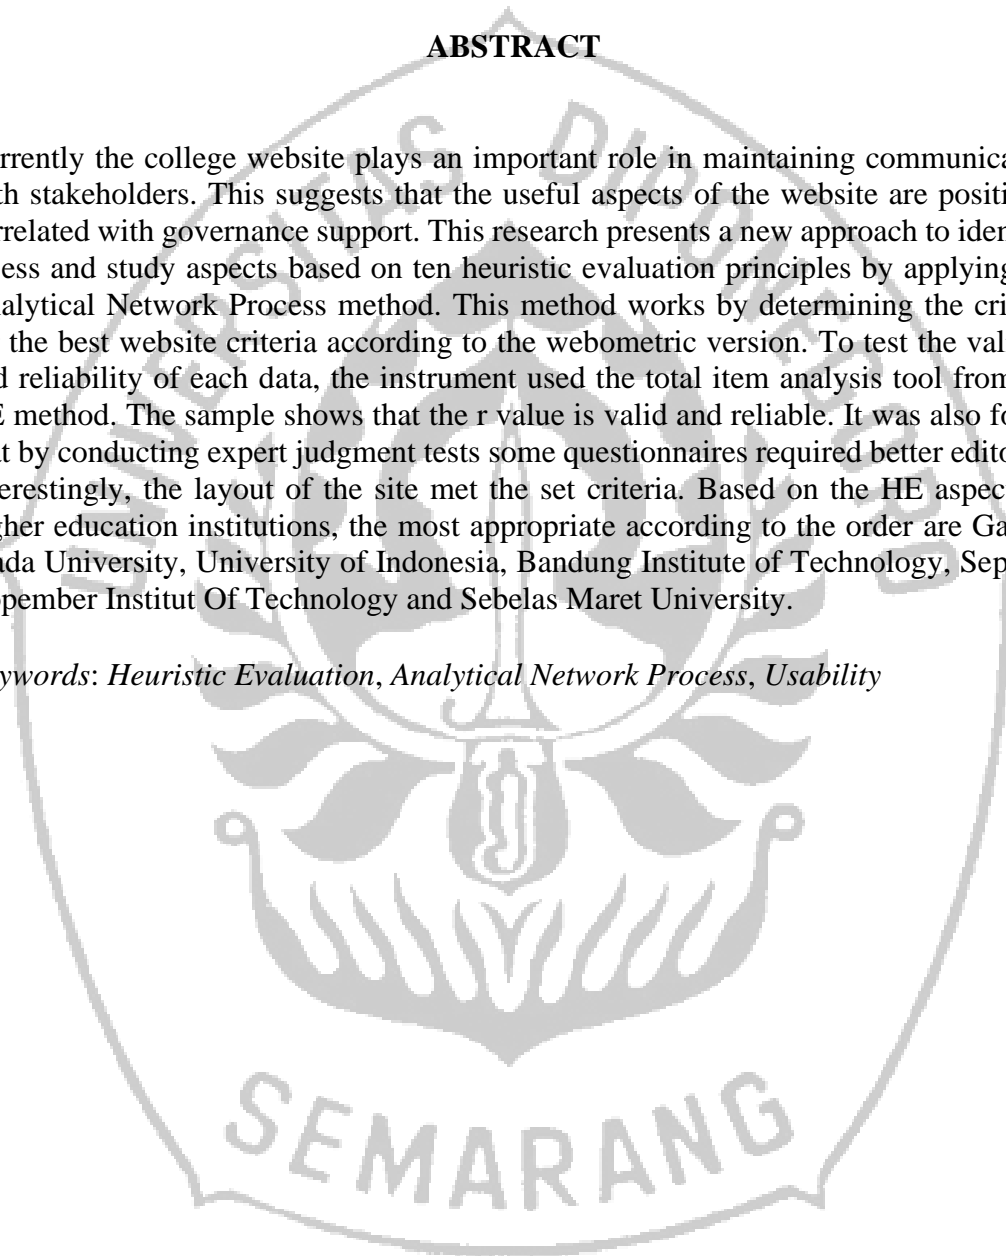 ABSTRACT
UNIVERSITAS DIPONEGORO
rrently the college website plays an important role in maintaining communica
th stakeholders. This suggests that the useful aspects of the website are positi
rrelated with governance support. This research presents a new approach to iden
ess and study aspects based on ten heuristic evaluation principles by applying
nalytical Network Process method. This method works by determining the cri
the best website criteria according to the webometric version. To test the val
d reliability of each data, the instrument used the total item analysis tool from
E method. The sample shows that the r value is valid and reliable. It was also fo
at by conducting expert judgment tests some questionnaires required better edito
terestingly, the layout of the site met the set criteria. Based on the HE aspec
gher education institutions, the most appropriate according to the order are Ga
ada University, University of Indonesia, Bandung Institute of Technology, Sep
opember Institut Of Technology and Sebelas Maret University.
ywords: Heuristic Evaluation, Analytical Network Process, Usability
SEMARANG